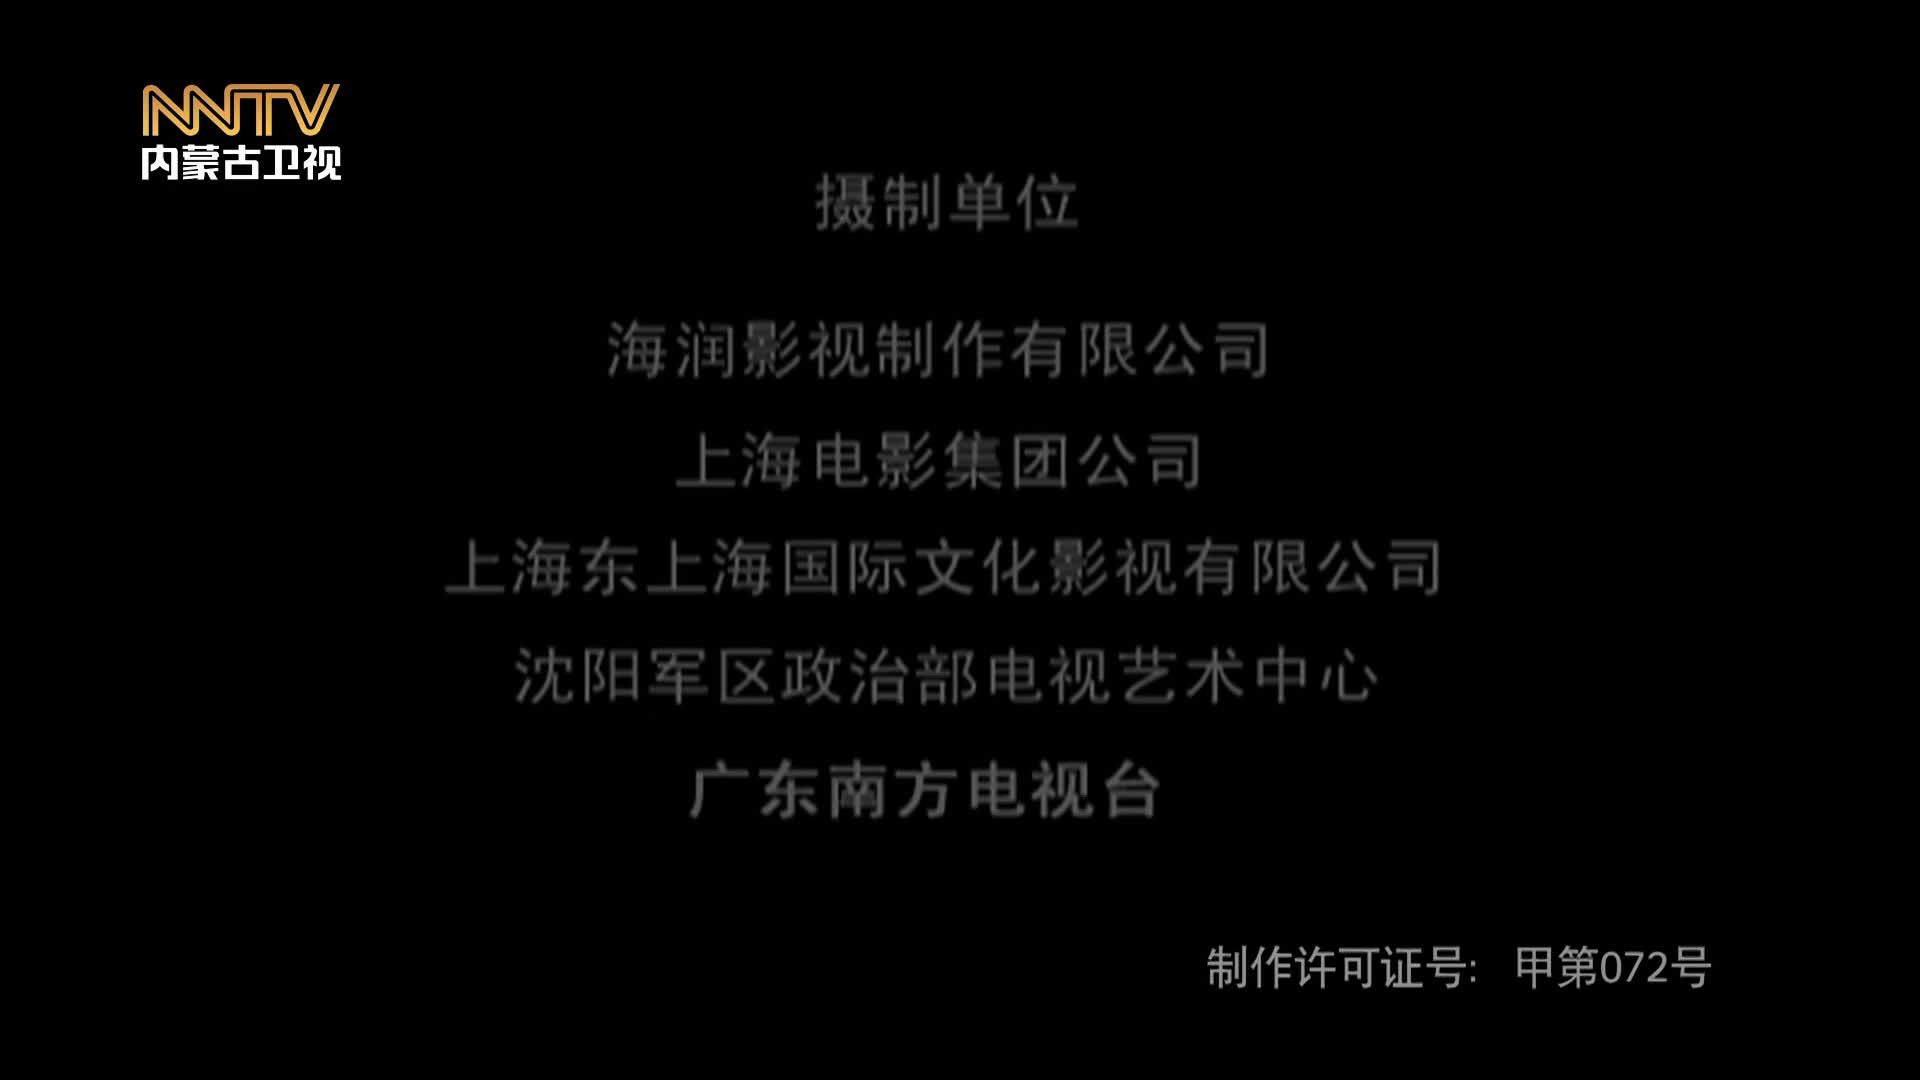 NNTV
内蒙古卫视
摄制单位
海润影视制作有限公司
上海电影集团公司
上海东上海国际文化影视有限公司
沈阳军区政治部电视艺术中心
广东南方电视台
制作许可证号: 甲第072号